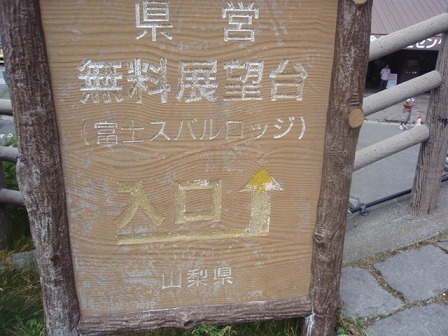 県営
無料展望台
(富士スバルロッジ)
入口
山梨県